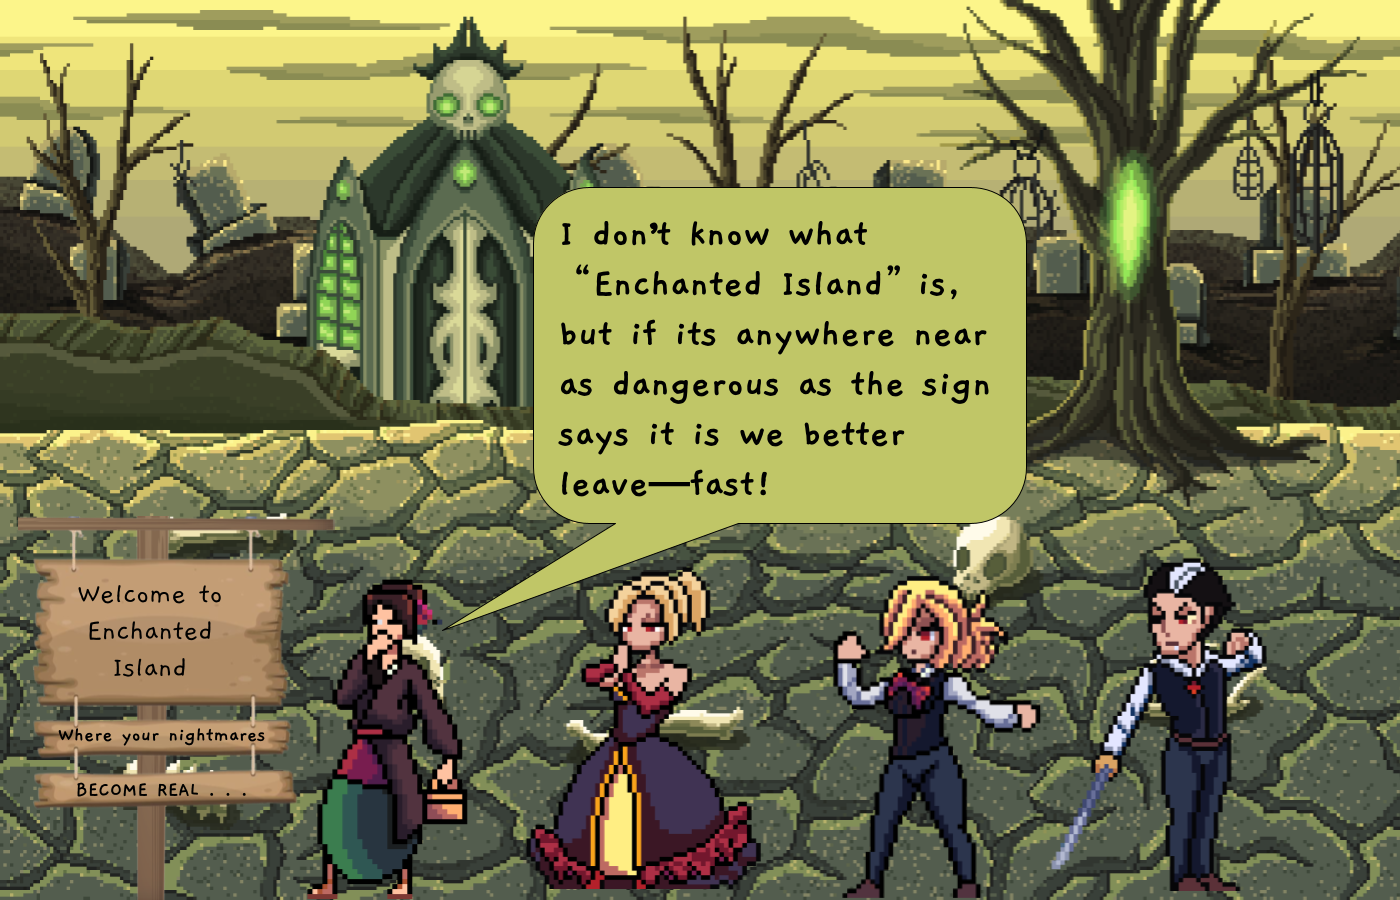 I don't know what
“Enchanted Island” is,
but if its anywhere near
as dangerous as the sign
says it is we better
leave—fast!
Welcome to
Enchanted
Island
Where your nightmares
BECOME REAL . . .